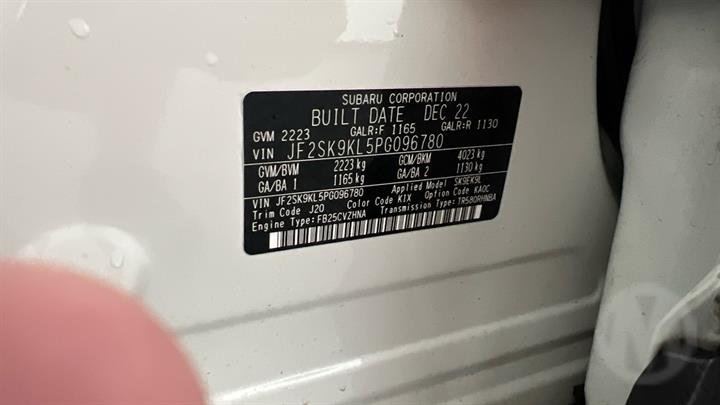 SUBARU CORPORATION
BUILT DATE DEC 22
GVM 2223 GALR:F 1165 GALR:R 1130
VIN JF2SK9KL5PG096780
GVM/BVM 2223 kg GCM/BKM 4023 kg
GA/BA 1 1165 kg GA/BA 2 1130 kg
VIN JF2SK9KL5PG096780 Applied Model SK9EK9L
Trim Code J20 Color Code K1X Option Code KAOC
Engine Type:FB25CVZHNA Transmission Type:TR580RHNBA